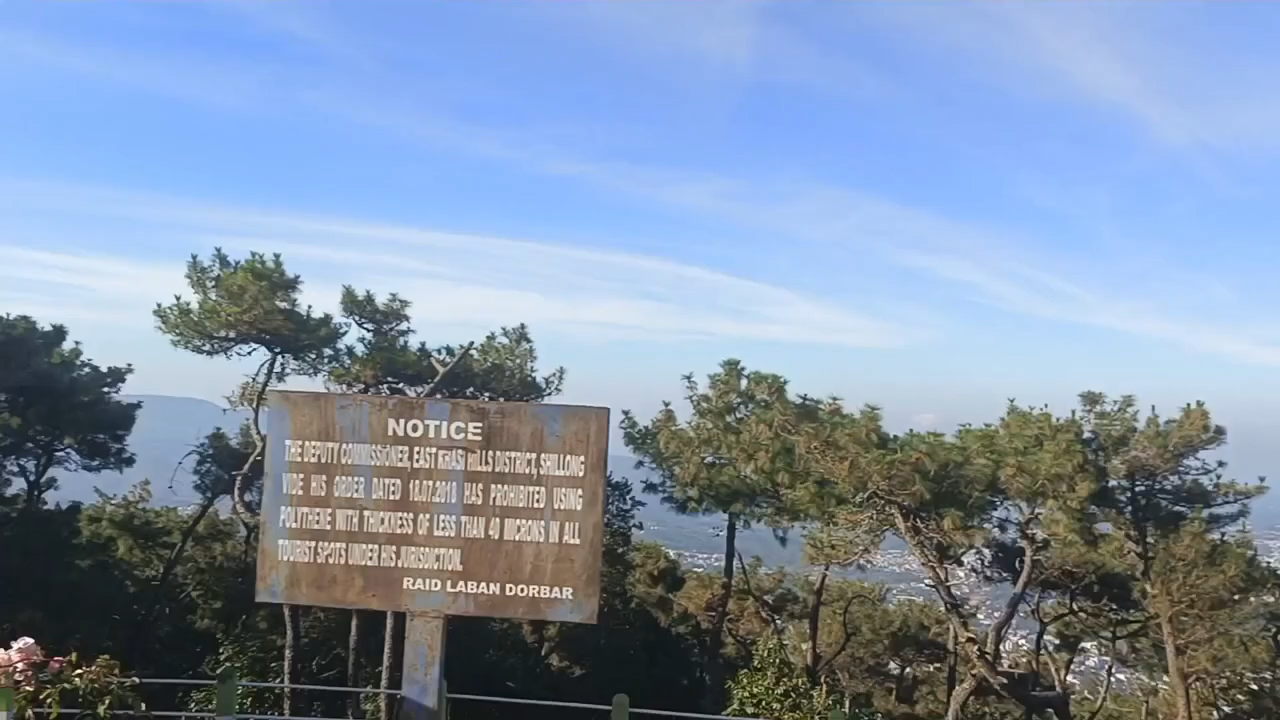 NOTICE
THE DEPUTY COMMISSIONER, EAST KHASI HILLS DISTRICT, SHILLONG
VIDE HIS ORDER DATED 18.07.2018 HAS PROHIBITED USING
POLYTHENE WITH THICKNESS OF LESS THAN 40 MICRONS IN ALL
TOURIST SPOTS UNDER HIS JURISDICTION.
RAID LABAN DORBAR